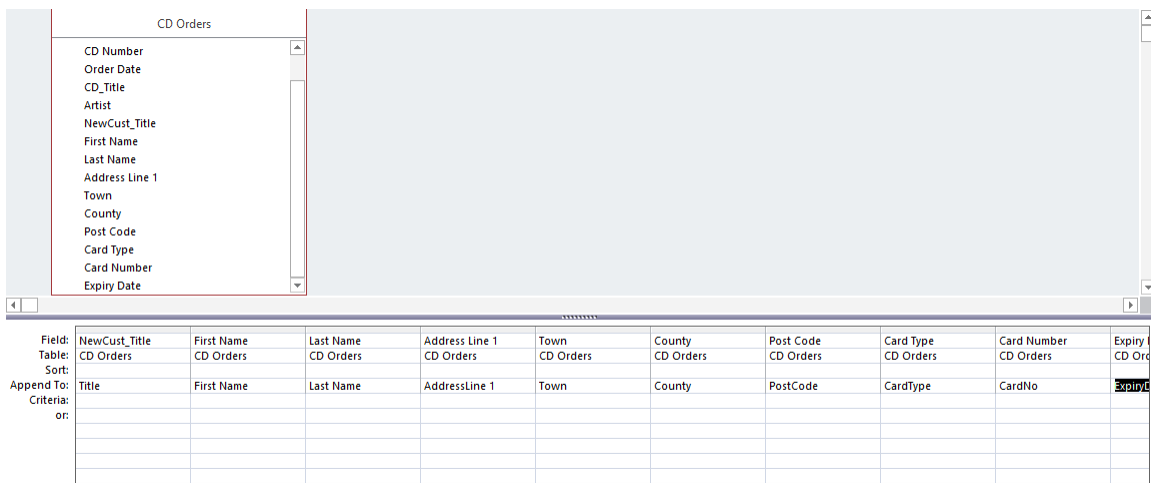 CD Orders
CD Number
Order Date
CD_Title
Artist
NewCust_Title
First Name
Last Name
Address Line 1
Town
County
Post Code
Card Type
Card Number
Expiry Date
Field: NewCust_Title First Name Last Name Address Line 1 Town County Post Code Card Type Card Number Expiry
Table: CD Orders CD Orders CD Orders CD Orders CD Orders CD Orders CD Orders CD Orders CD Orders CD Ord
Sort:
Append To: Title First Name Last Name AddressLine 1 Town County PostCode CardType CardNo ExpiryD
Criteria:
or: